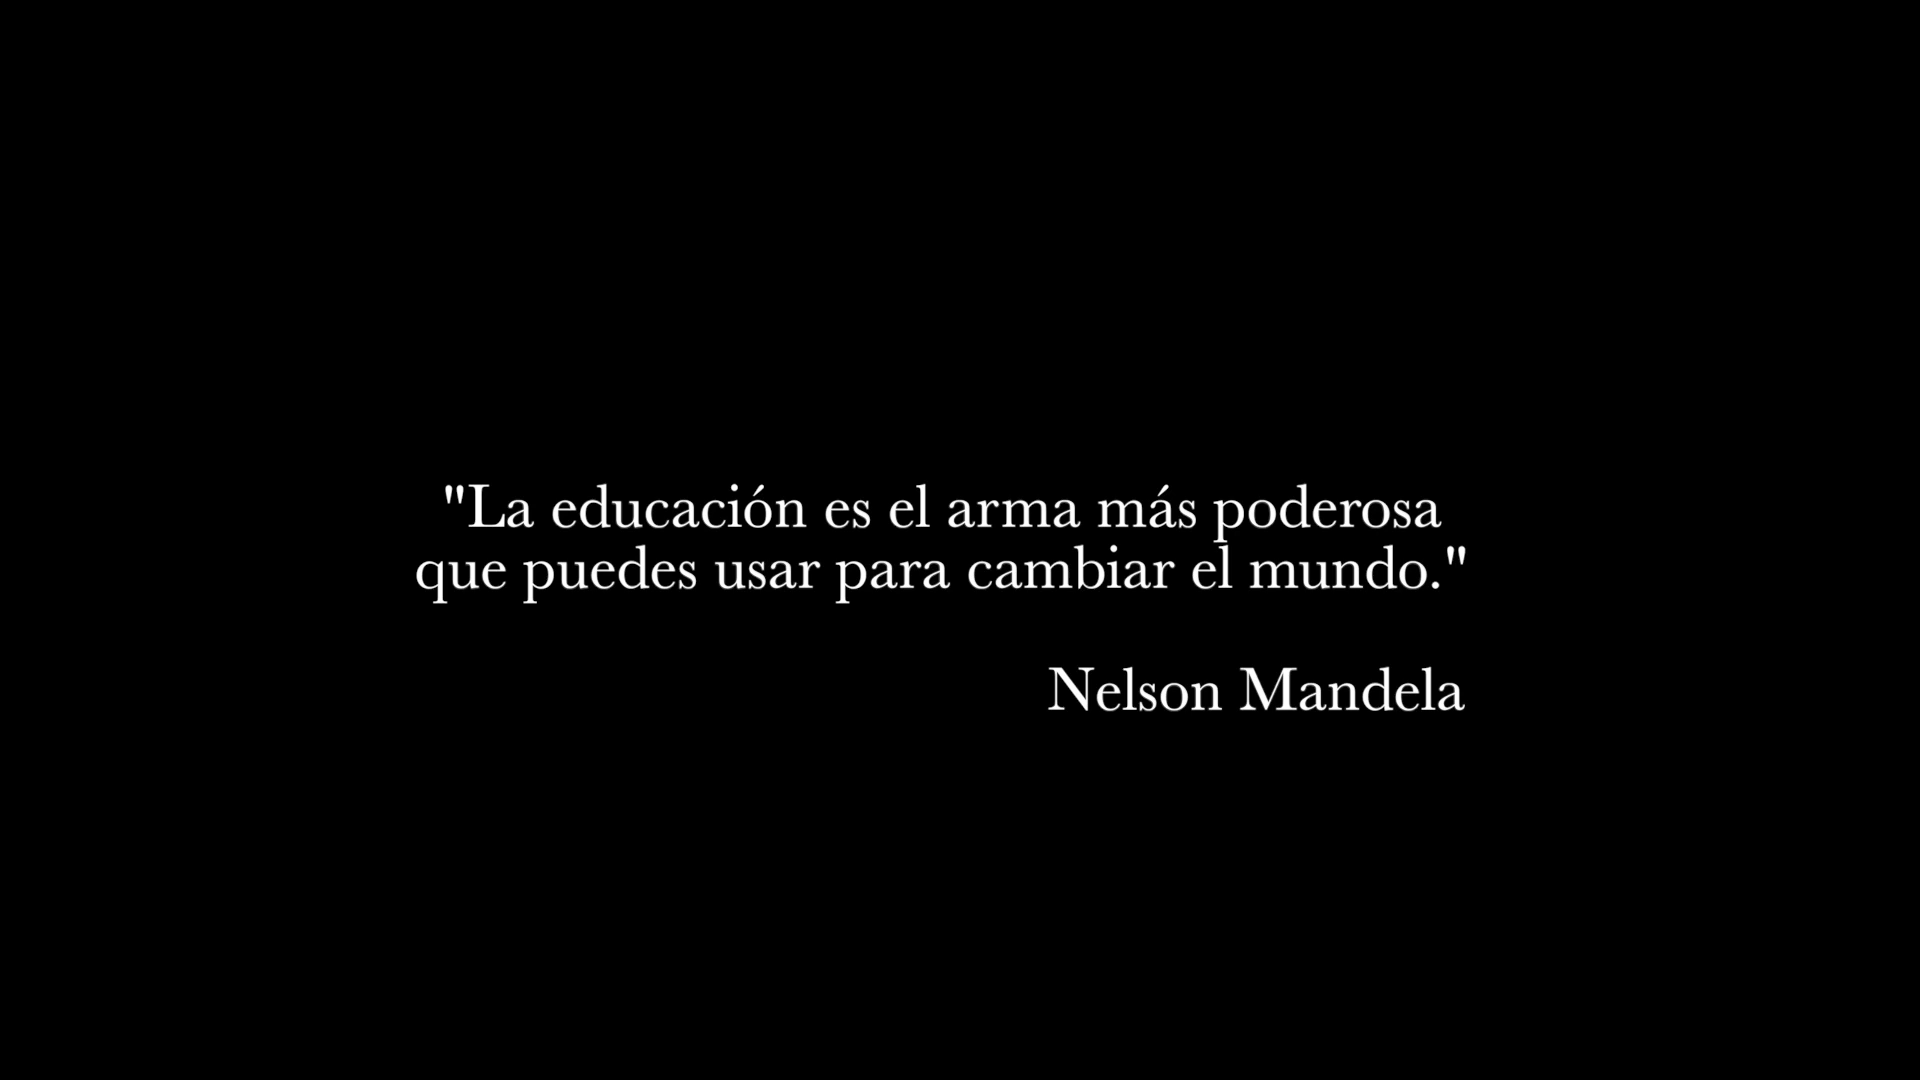 "La educación es el arma más poderosa
que puedes usar para cambiar el mundo."
Nelson Mandela